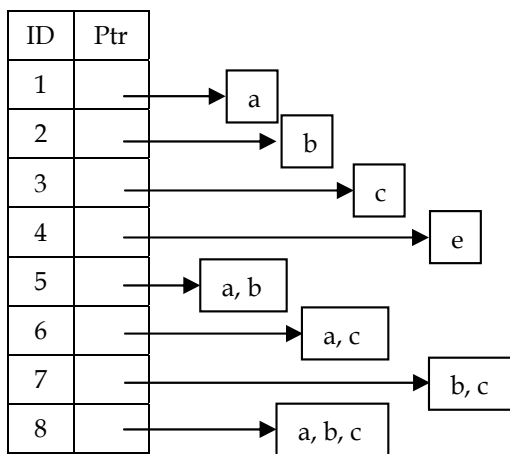 ID Ptr
1 a
2 b
3 c
4 e
5 a, b
6 a, c
7 b, c
8 a, b, c